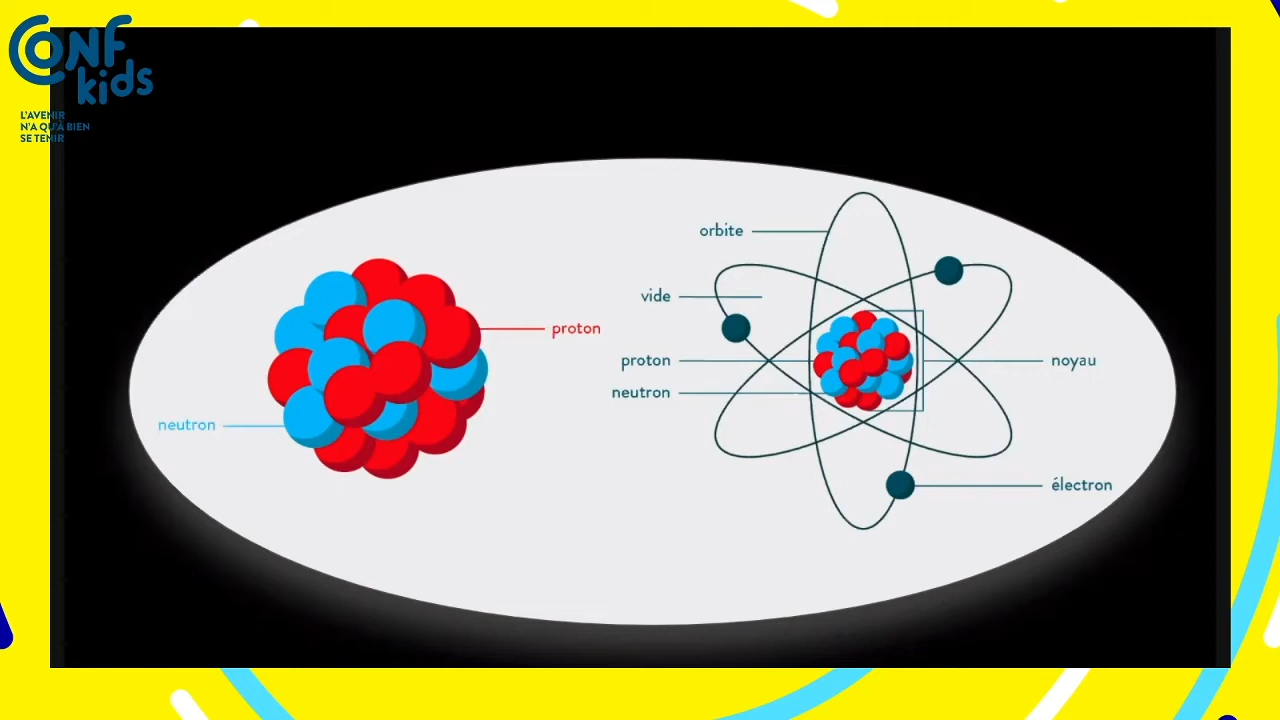 CONF
kids
L'AVENIR
N'A QU'À BIEN
SE TENIR
proton
neutron
orbite
vide
proton
neutron
noyau
électron